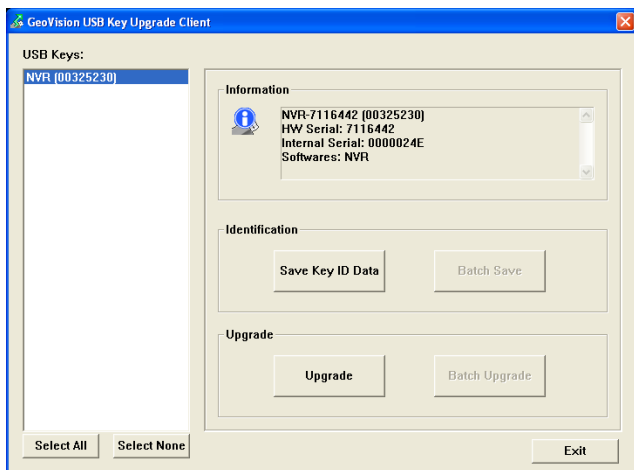 GeoVision USB Key Upgrade Client
USB Keys:
NVR (00325230)
Information
NVR-7116442 (00325230)
HW Serial: 7116442
Internal Serial: 0000024E
Softwares: NVR
Identification
Save Key ID Data
Batch Save
Upgrade
Upgrade
Batch Upgrade
Select All
Select None
Exit